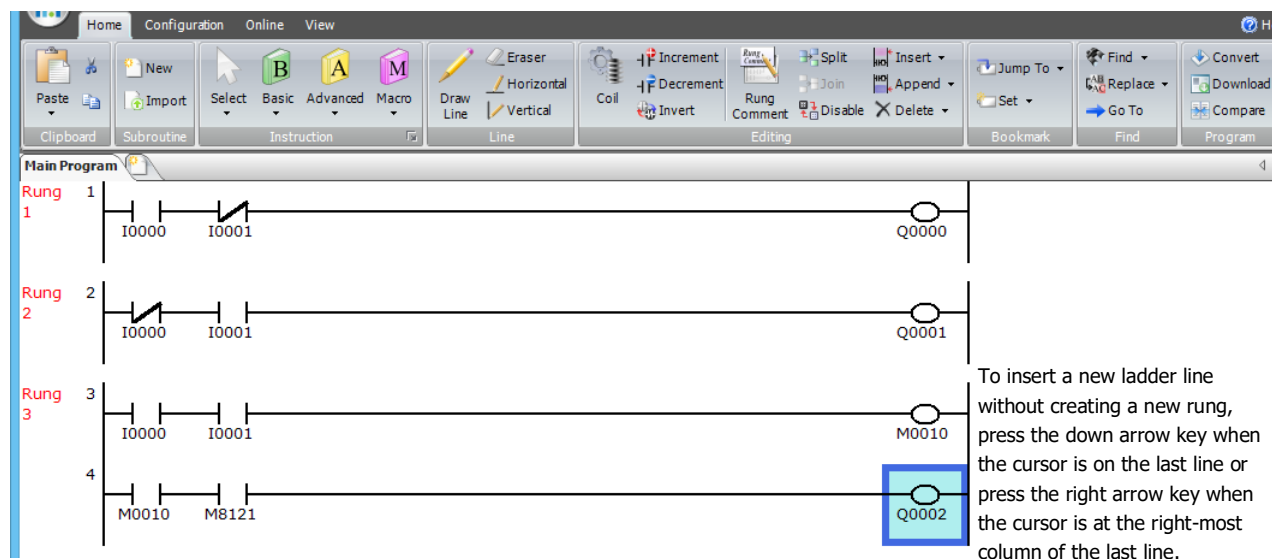 Home Configuration Online View H
Paste New Import Select Basic Advanced Macro Draw Line Eraser Horizontal Vertical Coil Increment Decrement Invert Rung Comment Split Join Disable Insert Append Delete Jump To Set Find Replace Go To Convert Download Compare
B A M
Clipboard Subroutine Instruction Line Editing Bookmark Find Program
Main Program
Rung 1
1
I0000 I0001 Q0000
Rung 2
2
I0000 I0001 Q0001
Rung 3
3
I0000 I0001 M0010
4
M0010 M8121 Q0002
To insert a new ladder line
without creating a new rung,
press the down arrow key when
the cursor is on the last line or
press the right arrow key when
the cursor is at the right-most
column of the last line.